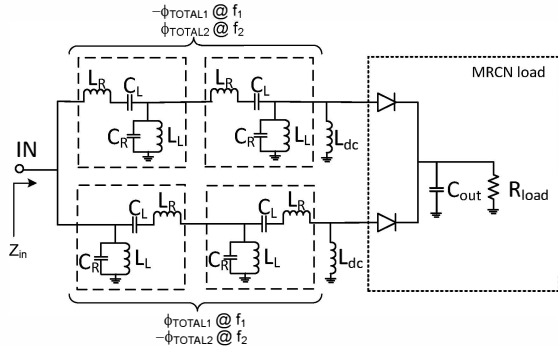 −ϕTOTAL1 @ f1
ϕTOTAL2 @ f2
MRCN load
LR CL LR CL
CR LL CR LL Ldc
IN
Zin
Cout Rload
CL LR CL LR
CR LL CR LL Ldc
ϕTOTAL1 @ f1
−ϕTOTAL2 @ f2